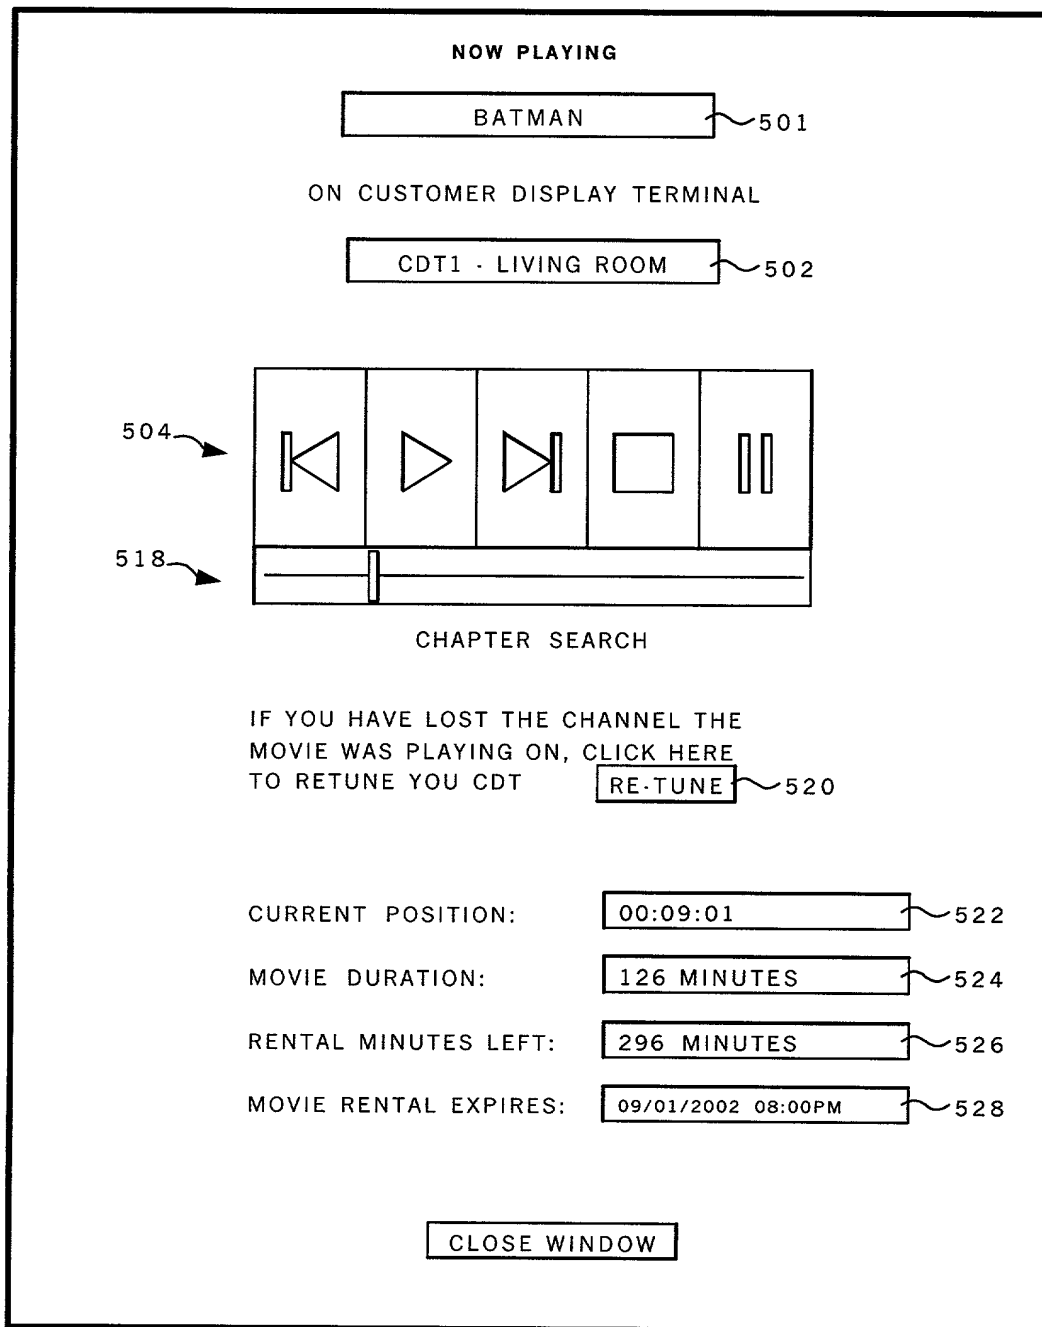 NOW PLAYING
BATMAN
501
ON CUSTOMER DISPLAY TERMINAL
CDT1 - LIVING ROOM
502
504
518
CHAPTER SEARCH
IF YOU HAVE LOST THE CHANNEL THE
MOVIE WAS PLAYING ON, CLICK HERE
TO RETUNE YOU CDT
RE-TUNE
520
CURRENT POSITION:
00:09:01
522
MOVIE DURATION:
126 MINUTES
524
RENTAL MINUTES LEFT:
296 MINUTES
526
MOVIE RENTAL EXPIRES:
09/01/2002 08:00PM
528
CLOSE WINDOW